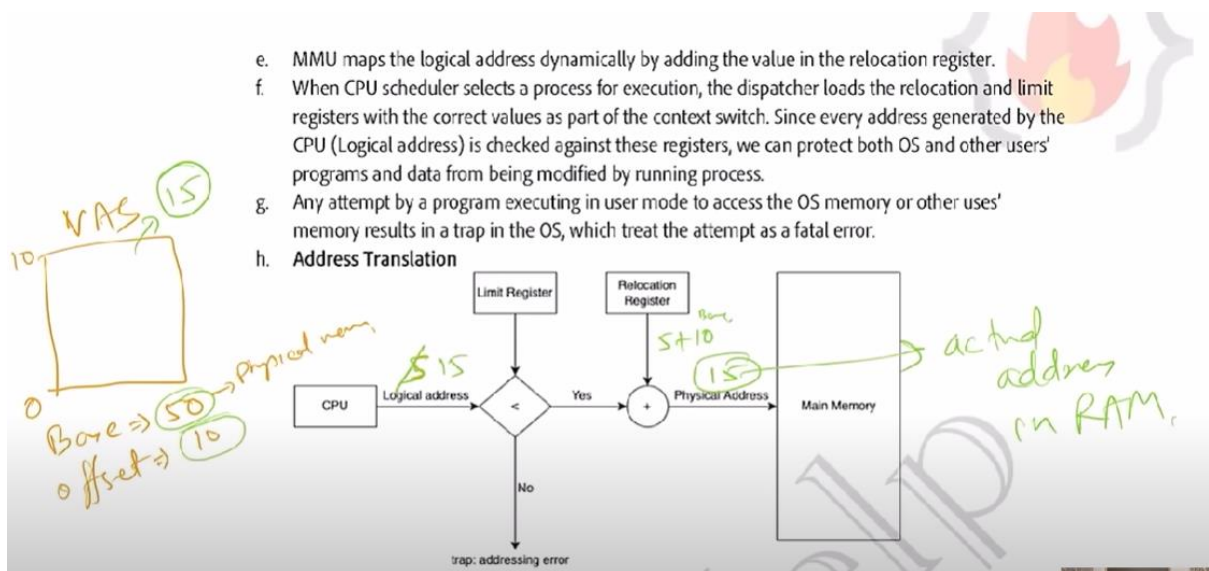 e. MMU maps the logical address dynamically by adding the value in the relocation register.
f. When CPU scheduler selects a process for execution, the dispatcher loads the relocation and limit
registers with the correct values as part of the context switch. Since every address generated by the
CPU (Logical address) is checked against these registers, we can protect both OS and other users'
programs and data from being modified by running process.
g. Any attempt by a program executing in user mode to access the OS memory or other uses'
memory results in a trap in the OS, which treat the attempt as a fatal error.
h. Address Translation
VAS 15
10
0
Base => 50 → Physical mem
offset => 10
Limit Register
Relocation
Register
Base
5+10
15
15
CPU
Logical address
<
Yes
+
Physical Address
Main Memory
No
trap: addressing error
actual
address
on RAM.
elp